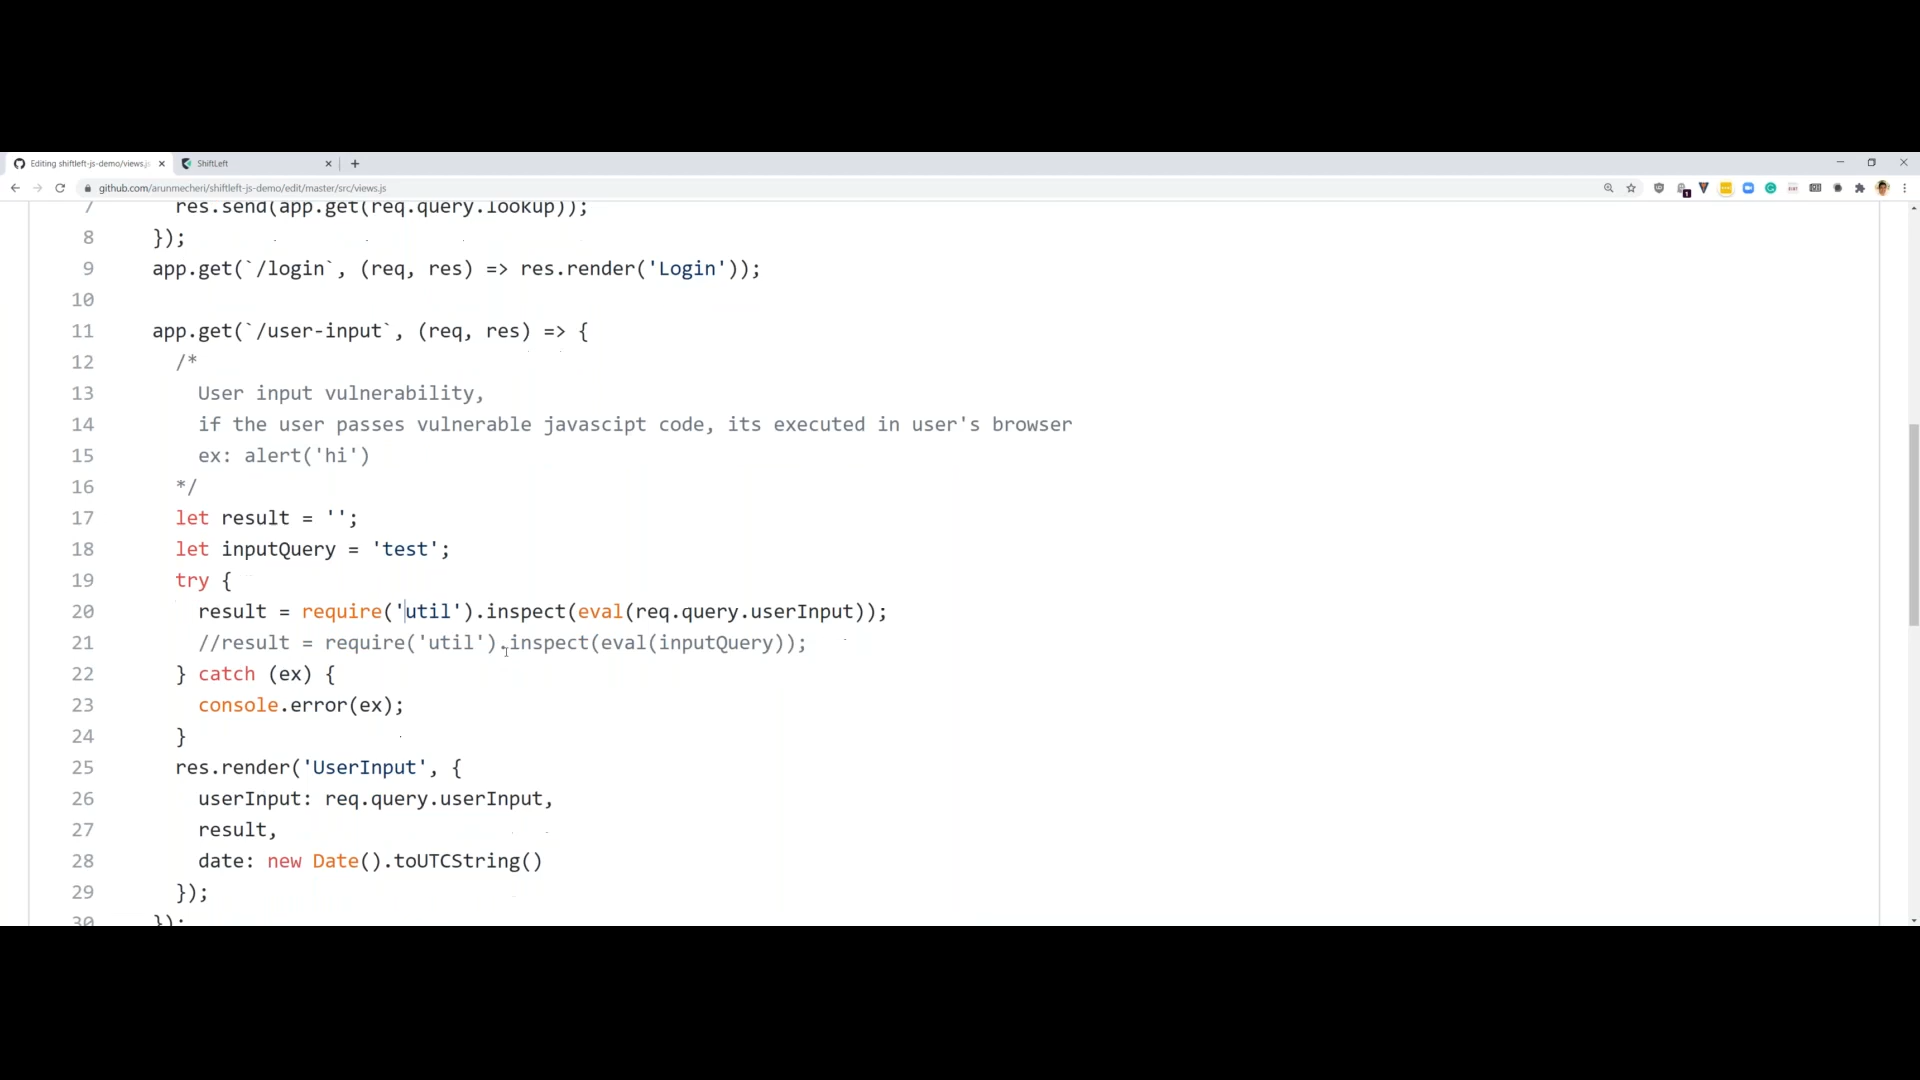 Editing shiftleft-js-demo/views.js
ShiftLeft
github.com/arunmecheri/shiftleft-js-demo/edit/master/src/views.js
7 res.send(app.get(req.query.lookup));
8 });
9 app.get(`/login`, (req, res) => res.render('Login'));
10
11 app.get(`/user-input`, (req, res) => {
12 /*
13 User input vulnerability,
14 if the user passes vulnerable javascipt code, its executed in user's browser
15 ex: alert('hi')
16 */
17 let result = '';
18 let inputQuery = 'test';
19 try {
20 result = require('util').inspect(eval(req.query.userInput));
21 //result = require('util').inspect(eval(inputQuery));
22 } catch (ex) {
23 console.error(ex);
24 }
25 res.render('UserInput', {
26 userInput: req.query.userInput,
27 result,
28 date: new Date().toUTCString()
29 });
30 });